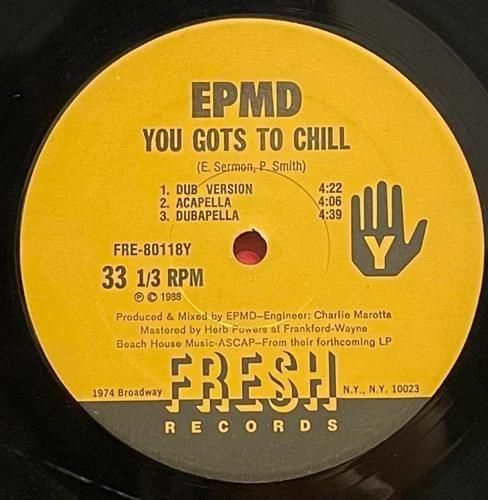 EPMD
YOU GOTS TO CHILL
(E. Sermon, P. Smith)
1. DUB VERSION 4:22
2. ACAPELLA 4:06
3. DUBAPELLA 4:39
Y
FRE-80118Y
33 1/3 RPM
Ⓟ © 1988
Produced & Mixed by EPMD-Engineer: Charlie Marotta
Mastered by Herb Powers at Frankford-Wayne
Beach House Music-ASCAP-From their forthcoming LP
1974 Broadway FRESH N.Y., N.Y. 10023
RECORDS